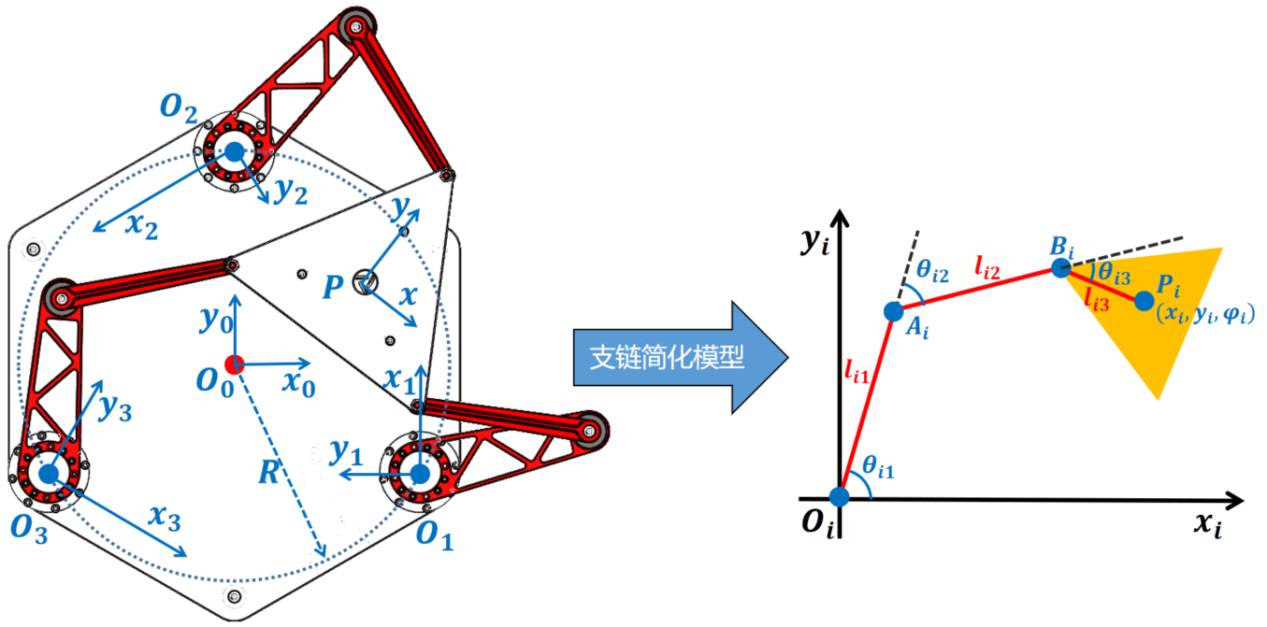 O₂
y₂
x₂
y
P
x
y₀
O₀
x₀
x₁
y₃
y₁
R
O₃
x₃
O₁
支链简化模型
yᵢ
Bᵢ
θᵢ₂
lᵢ₂
θᵢ₃
Pᵢ
lᵢ₃
(xᵢ, yᵢ, φᵢ)
Aᵢ
lᵢ₁
θᵢ₁
Oᵢ
xᵢ